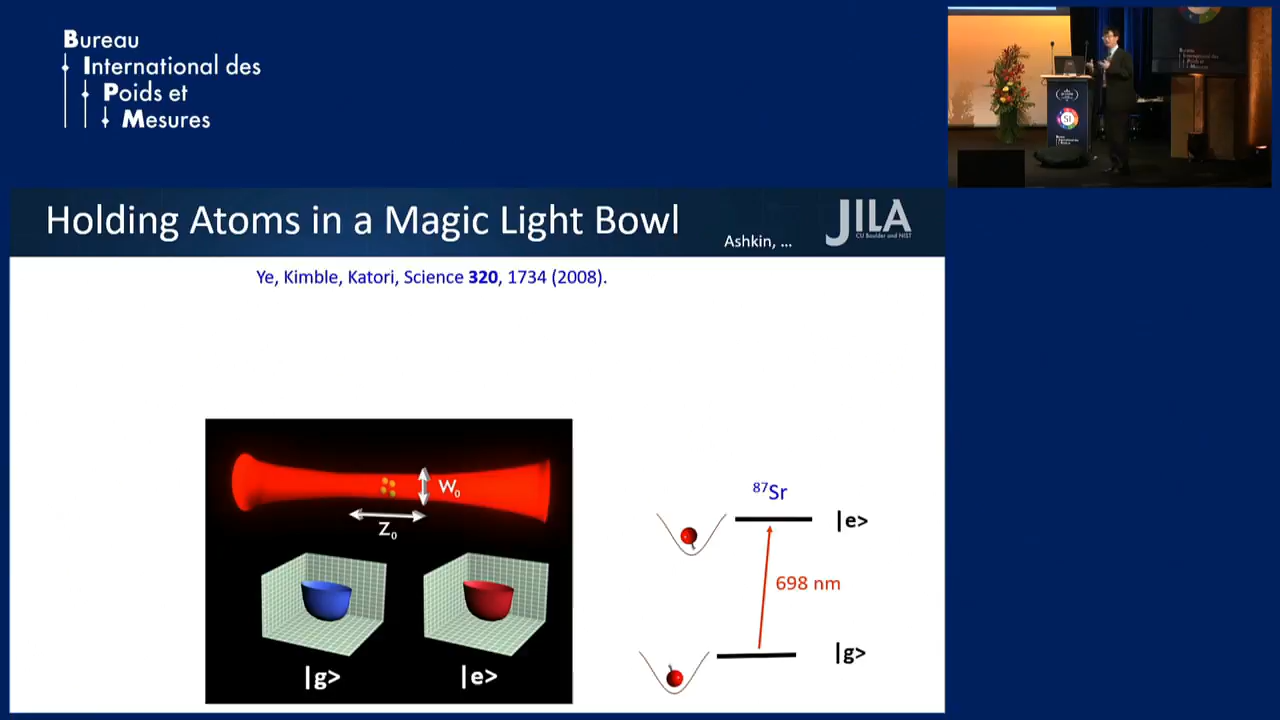 Bureau
International des
Poids et
Mesures
SI
Holding Atoms in a Magic Light Bowl
Ashkin, ...
JILA
CU Boulder and NIST
Ye, Kimble, Katori, Science 320, 1734 (2008).
W₀
Z₀
|g>
|e>
⁸⁷Sr
|e>
698 nm
|g>